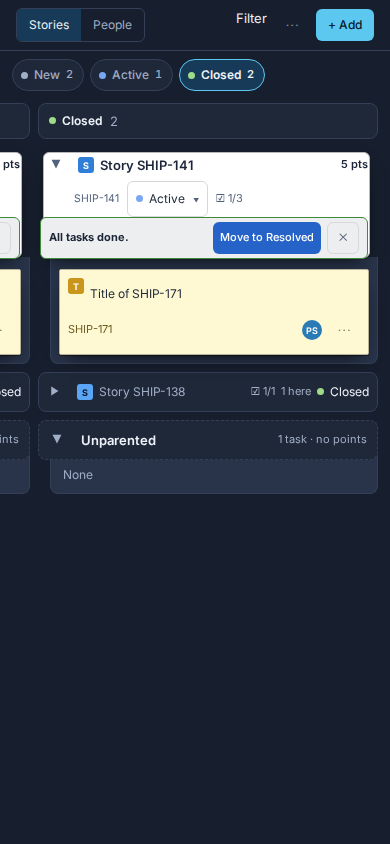 Stories People Filter ... + Add
New 2 Active 1 Closed 2
Closed 2
pts S Story SHIP-141 5 pts
SHIP-141 Active ☑ 1/3
All tasks done. Move to Resolved ×
T Title of SHIP-171
SHIP-171 PS ...
S Story SHIP-138 ☑ 1/1 1 here Closed
Unparented 1 task · no points
None